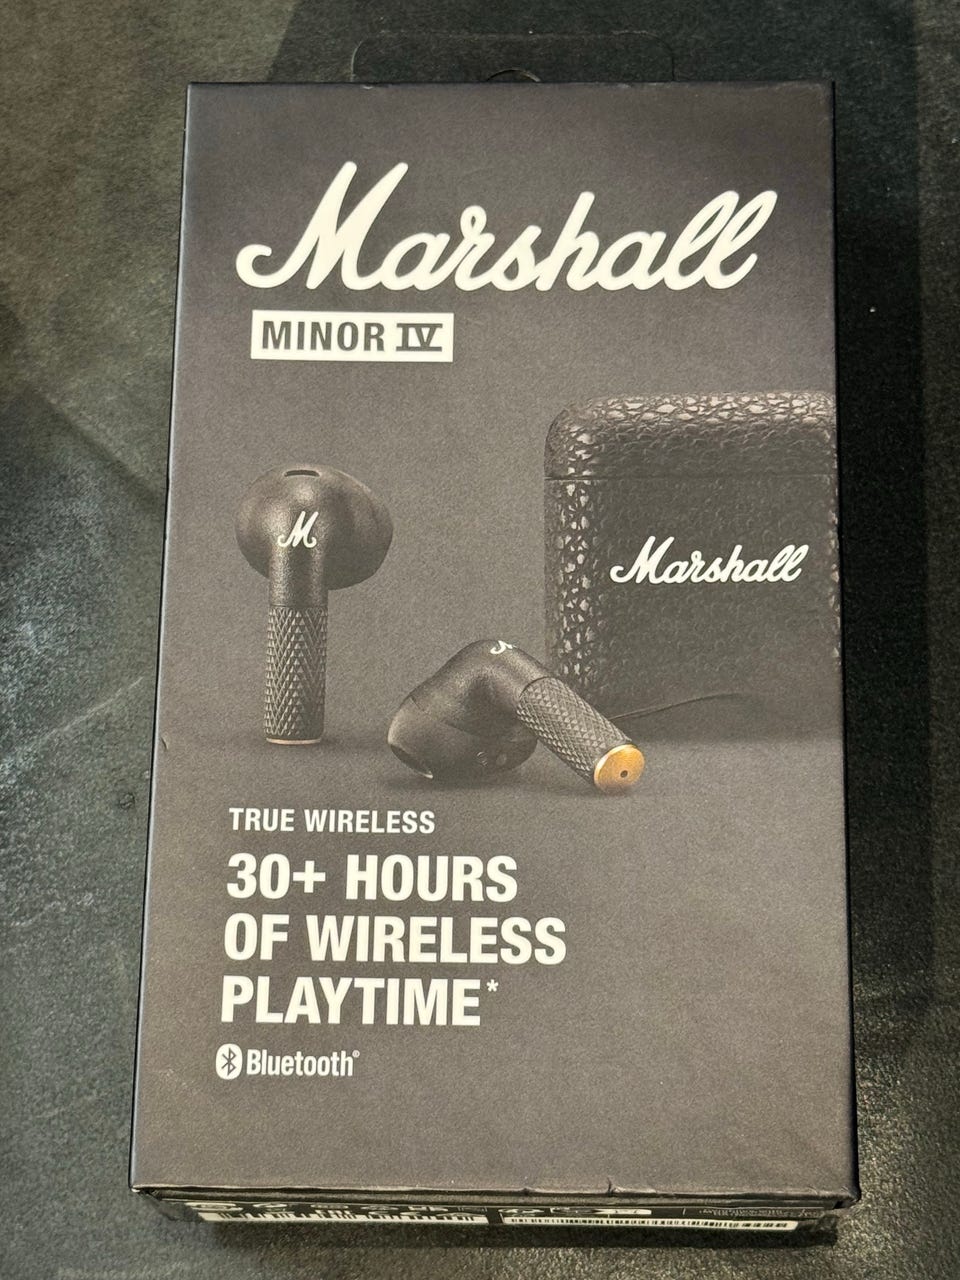 Marshall
MINOR IV
M
Marshall
TRUE WIRELESS
30+ HOURS
OF WIRELESS
PLAYTIME*
Bluetooth®